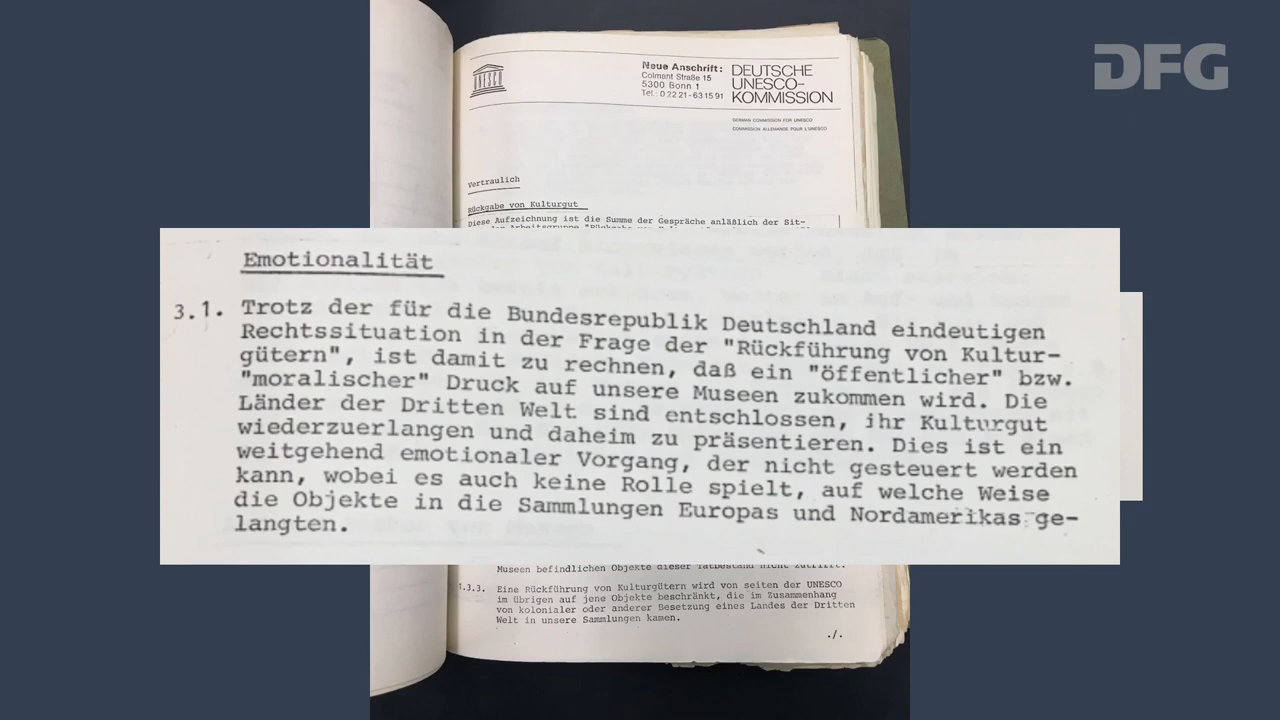 DFG
UNESCO
Neue Anschrift:
Colmant Straße 15
5300 Bonn 1
Tel.: 0 22 21 - 63 15 91
DEUTSCHE
UNESCO-
KOMMISSION
GERMAN COMMISSION FOR UNESCO
COMMISSION ALLEMANDE POUR L'UNESCO
Vertraulich
Rückgabe von Kulturgut
Diese Aufzeichnung ist die Summe der Gespräche anläßlich der Sit-
Emotionalität
3.1. Trotz der für die Bundesrepublik Deutschland eindeutigen
Rechtssituation in der Frage der "Rückführung von Kultur-
gütern", ist damit zu rechnen, daß ein "öffentlicher" bzw.
"moralischer" Druck auf unsere Museen zukommen wird. Die
Länder der Dritten Welt sind entschlossen, ihr Kulturgut
wiederzuerlangen und daheim zu präsentieren. Dies ist ein
weitgehend emotionaler Vorgang, der nicht gesteuert werden
kann, wobei es auch keine Rolle spielt, auf welche Weise
die Objekte in die Sammlungen Europas und Nordamerikas ge-
langten.
Museen befindlichen Objekte dieser Tatbestand nicht zutrifft.
1.3.3. Eine Rückführung von Kulturgütern wird von seiten der UNESCO
im übrigen auf jene Objekte beschränkt, die im Zusammenhang
von kolonialer oder anderer Besetzung eines Landes der Dritten
Welt in unsere Sammlungen kamen.
./.